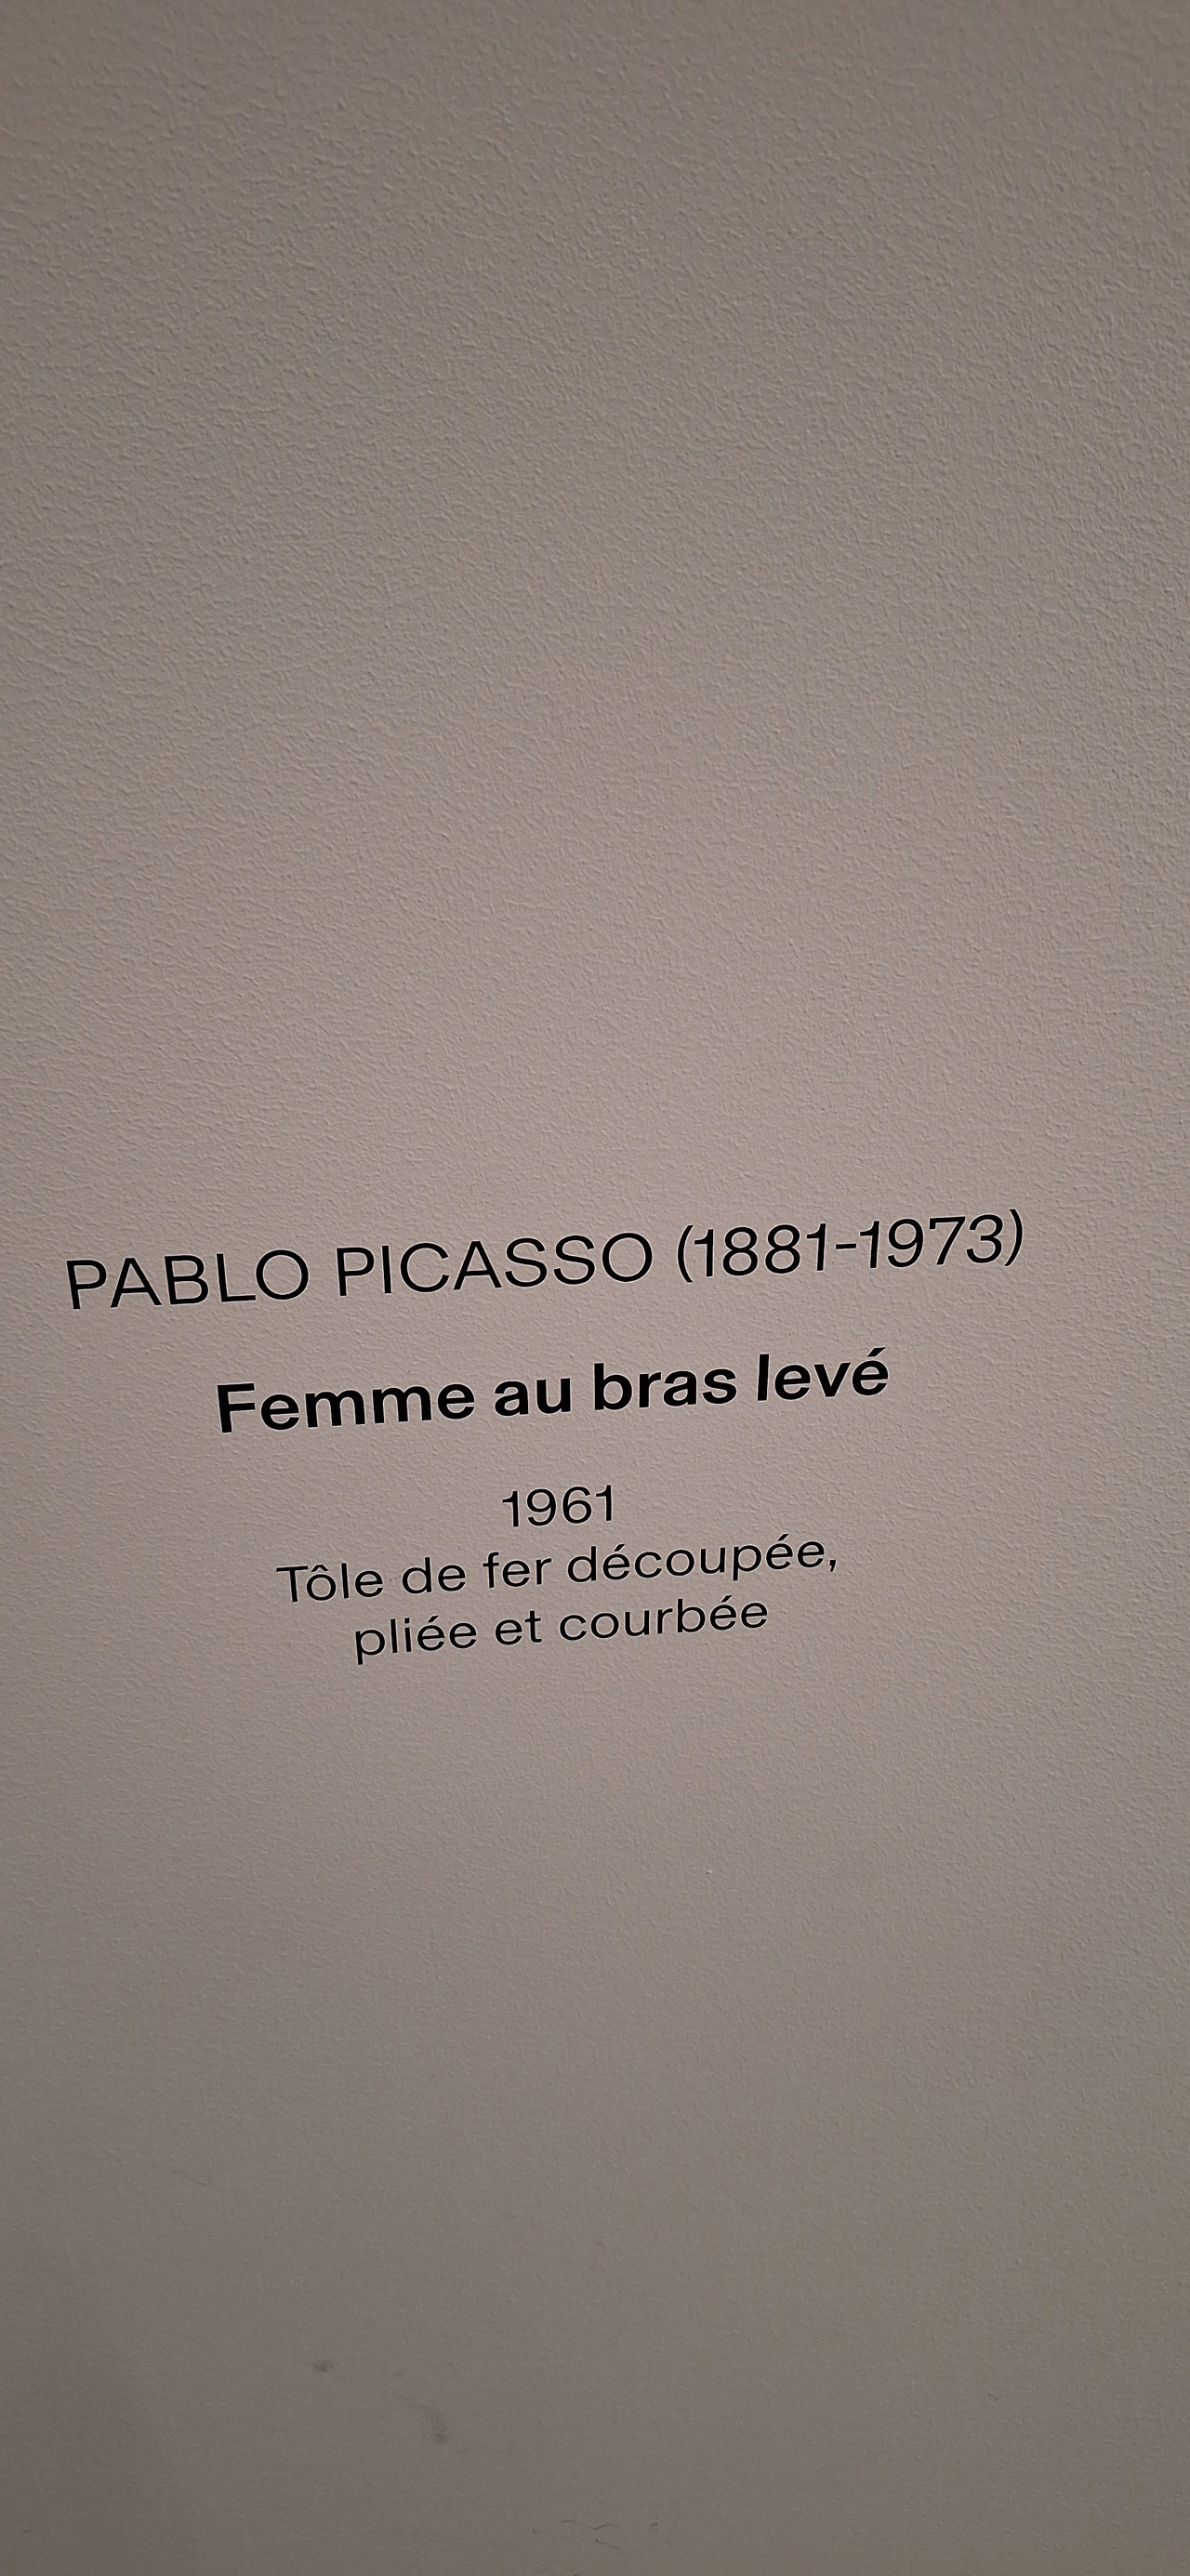 PABLO PICASSO (1881-1973)
Femme au bras levé
1961
Tôle de fer découpée,
pliée et courbée